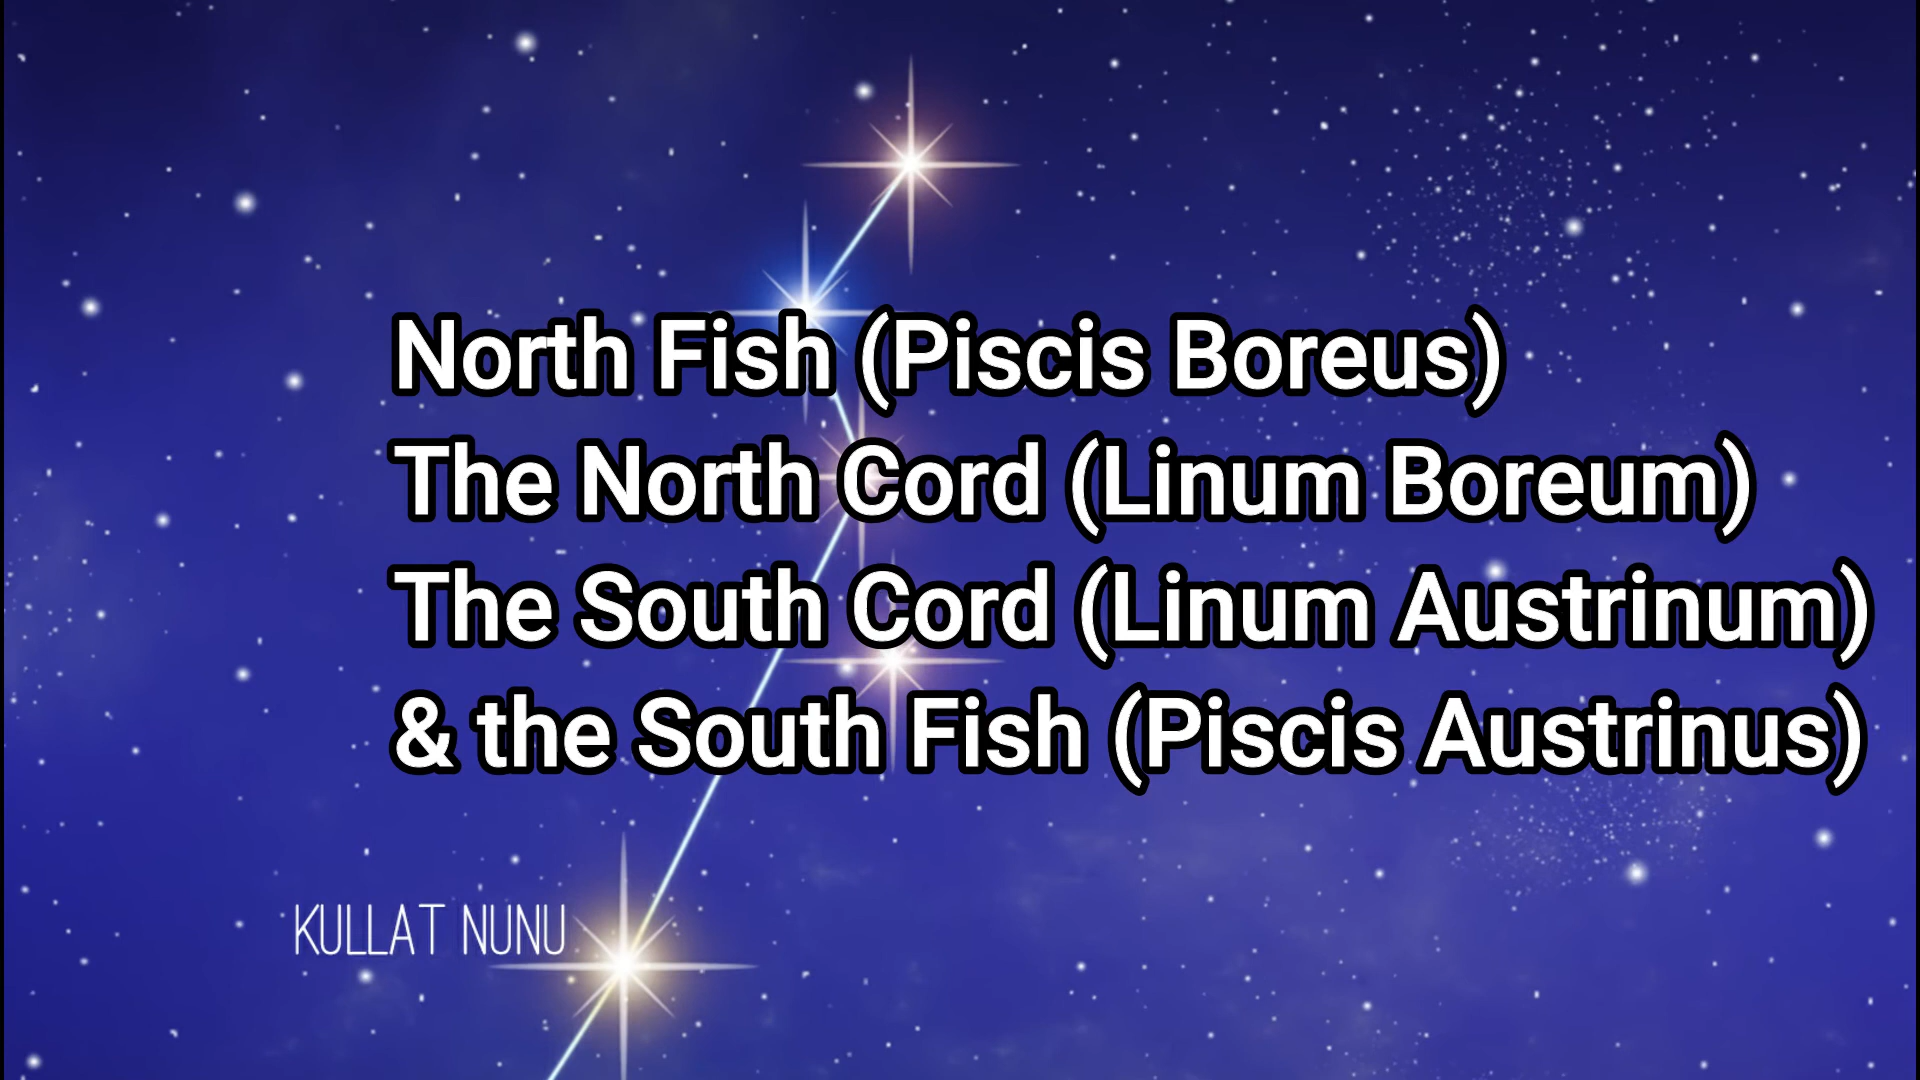 North Fish (Piscis Boreus)
The North Cord (Linum Boreum)
The South Cord (Linum Austrinum)
& the South Fish (Piscis Austrinus)
KULLAT NUNU